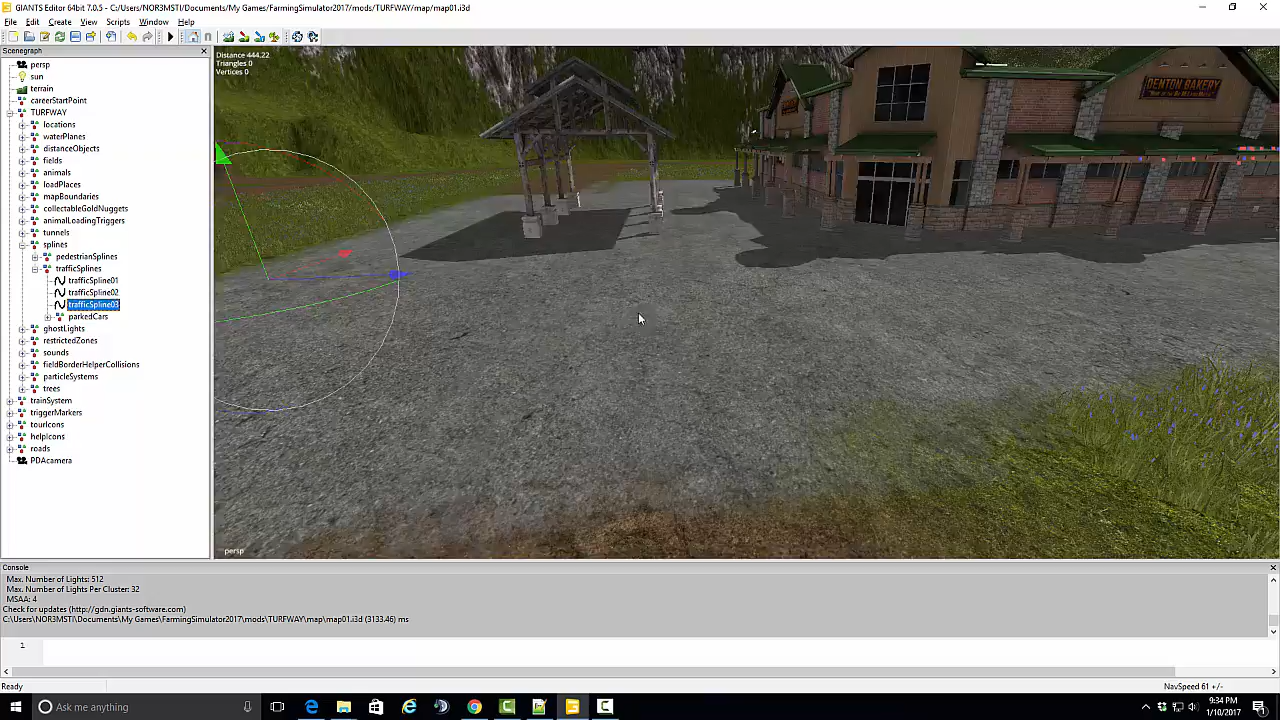 GIANTS Editor 64bit 7.0.5 - C:/Users/NOR3MSTI/Documents/My Games/FarmingSimulator2017/mods/TURFWAY/map/map01.i3d
File Edit Create View Scripts Window Help
Scenegraph
persp
sun
terrain
careerStartPoint
TURFWAY
locations
waterPlanes
distanceObjects
fields
animals
loadPlaces
mapBoundaries
collectableGoldNuggets
animalLoadingTriggers
tunnels
splines
pedestrianSplines
trafficSplines
trafficSpline01
trafficSpline02
trafficSpline03
parkedCars
ghostLights
restrictedZones
sounds
fieldBorderHelperCollisions
particleSystems
trees
trainSystem
triggerMarkers
tourIcons
helpIcons
roads
PDAcamera
Distance 444.22
Triangles 0
Vertices 0
DENTON BAKERY
persp
Console
Max. Number of Lights: 512
Max. Number of Lights Per Cluster: 32
MSAA: 4
Check for updates (http://gdn.giants-software.com)
C:\Users\NOR3MSTI\Documents\My Games\FarmingSimulator2017\mods\TURFWAY\map\map01.i3d (3133.46) ms
1
Ready
NavSpeed 61 +/-
Ask me anything
9:34 PM
1/10/2017